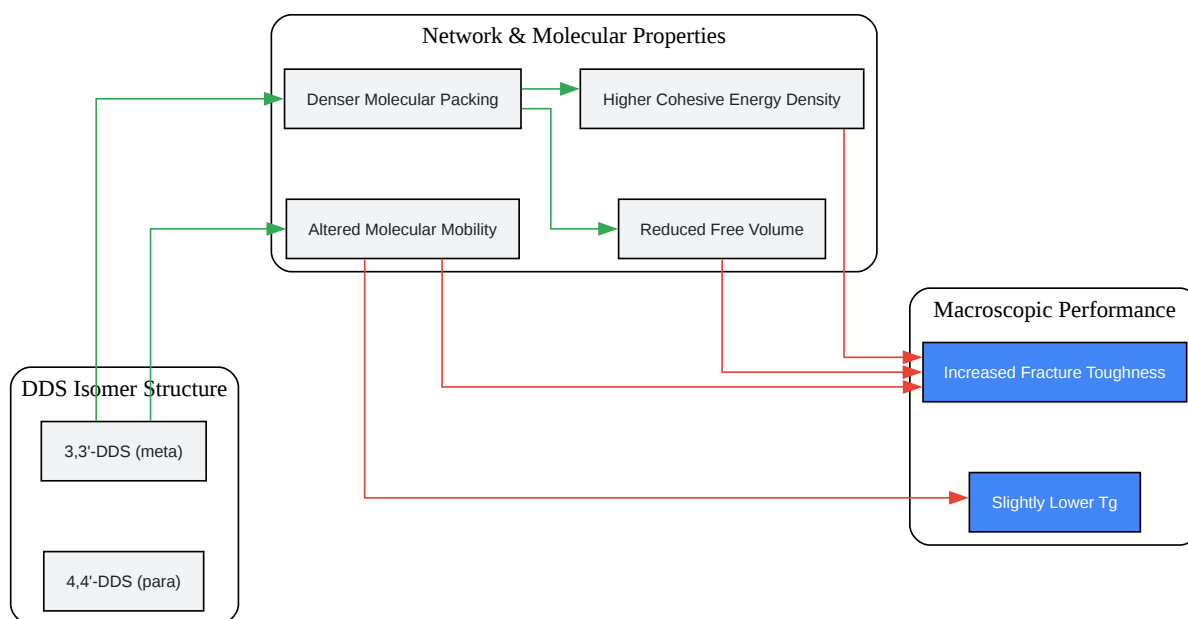 Network & Molecular Properties
Denser Molecular Packing
Higher Cohesive Energy Density
Altered Molecular Mobility
Reduced Free Volume
Macroscopic Performance
Increased Fracture Toughness
Slightly Lower Tg
DDS Isomer Structure
3,3'-DDS (meta)
4,4'-DDS (para)